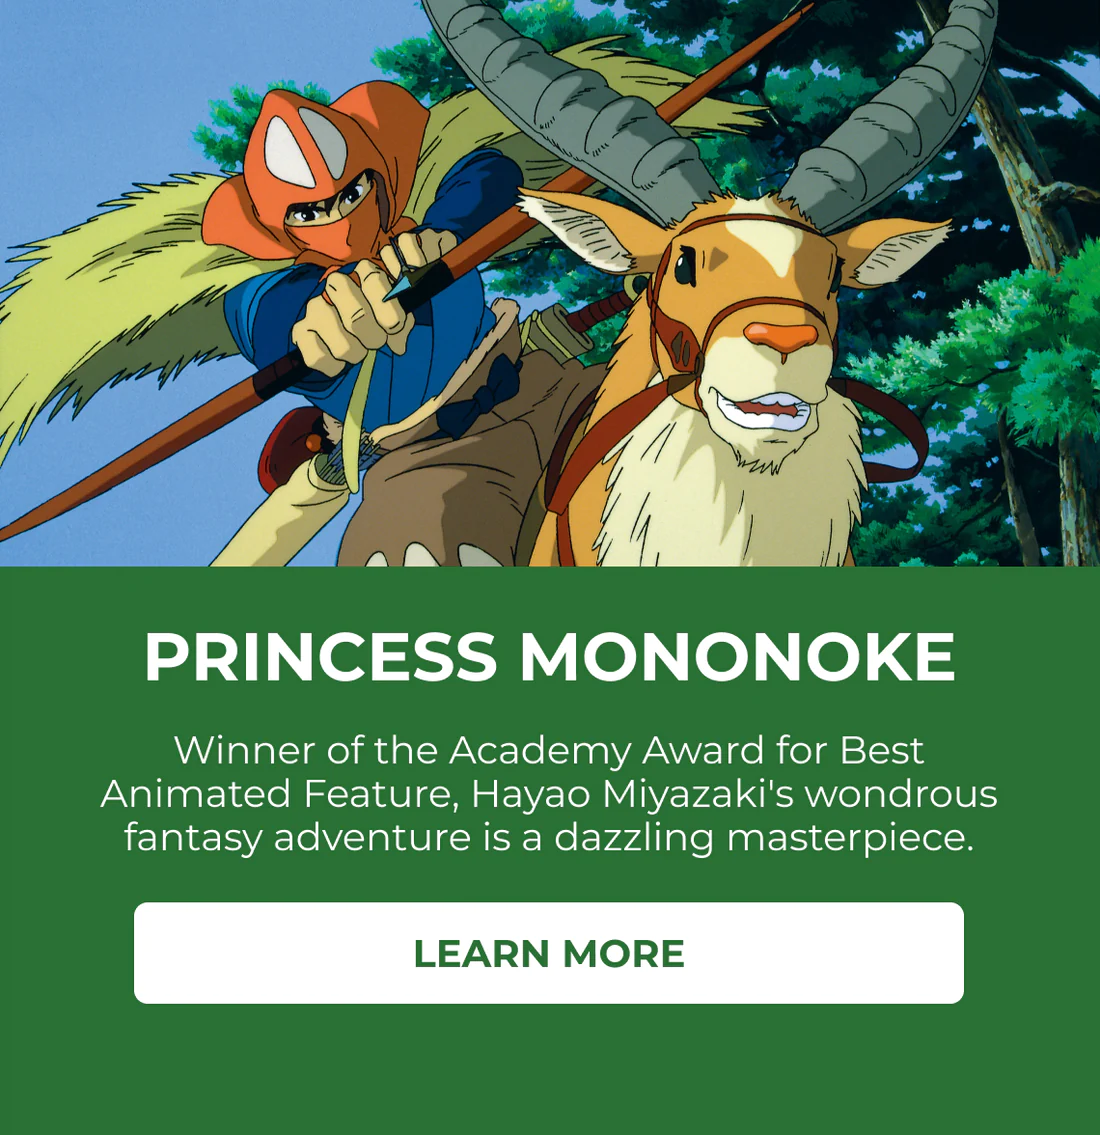 PRINCESS MONONOKE
Winner of the Academy Award for Best
Animated Feature, Hayao Miyazaki's wondrous
fantasy adventure is a dazzling masterpiece.
LEARN MORE